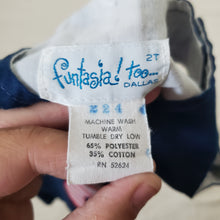 2T
funtasia! too...
DALLAS
224
MACHINE WASH
WARM
TUMBLE DRY LOW
65% POLYESTER
35% COTTON
RN 52634